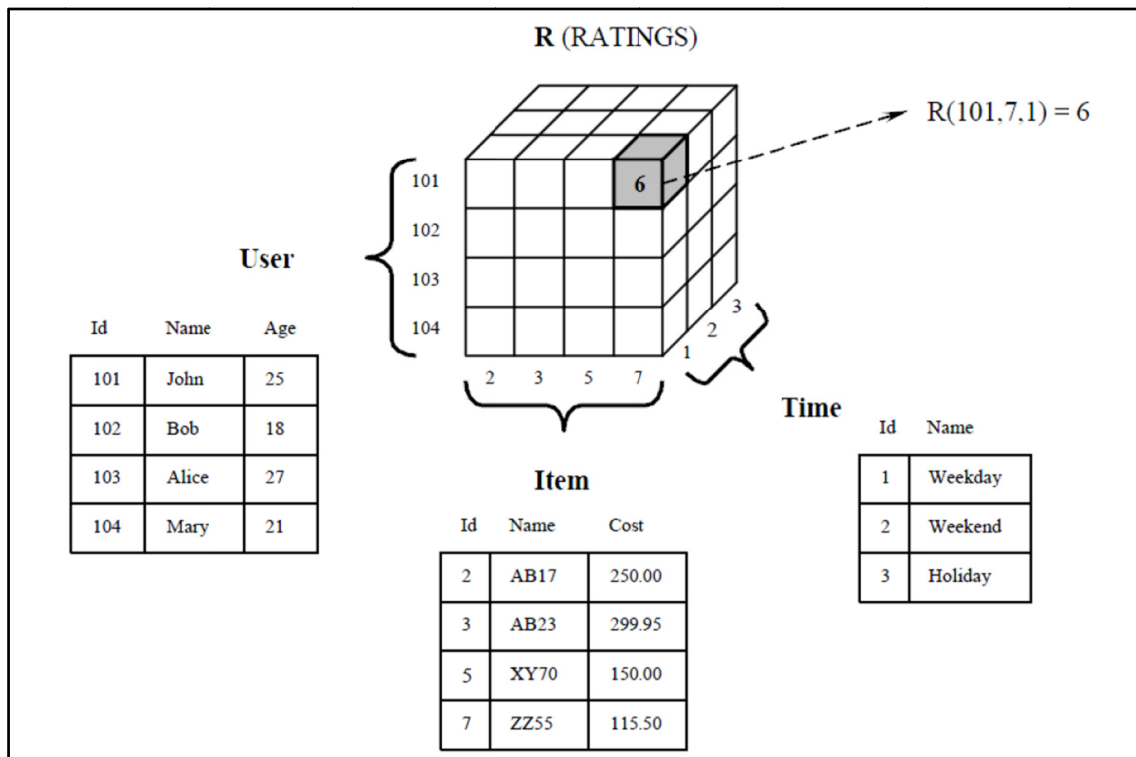 R (RATINGS)
R(101,7,1) = 6
101
6
102
User
103
104
3
2
1
2 3 5 7
Id Name Age
101 John 25
102 Bob 18
103 Alice 27
104 Mary 21
Time
Id Name
1 Weekday
2 Weekend
3 Holiday
Item
Id Name Cost
2 AB17 250.00
3 AB23 299.95
5 XY70 150.00
7 ZZ55 115.50